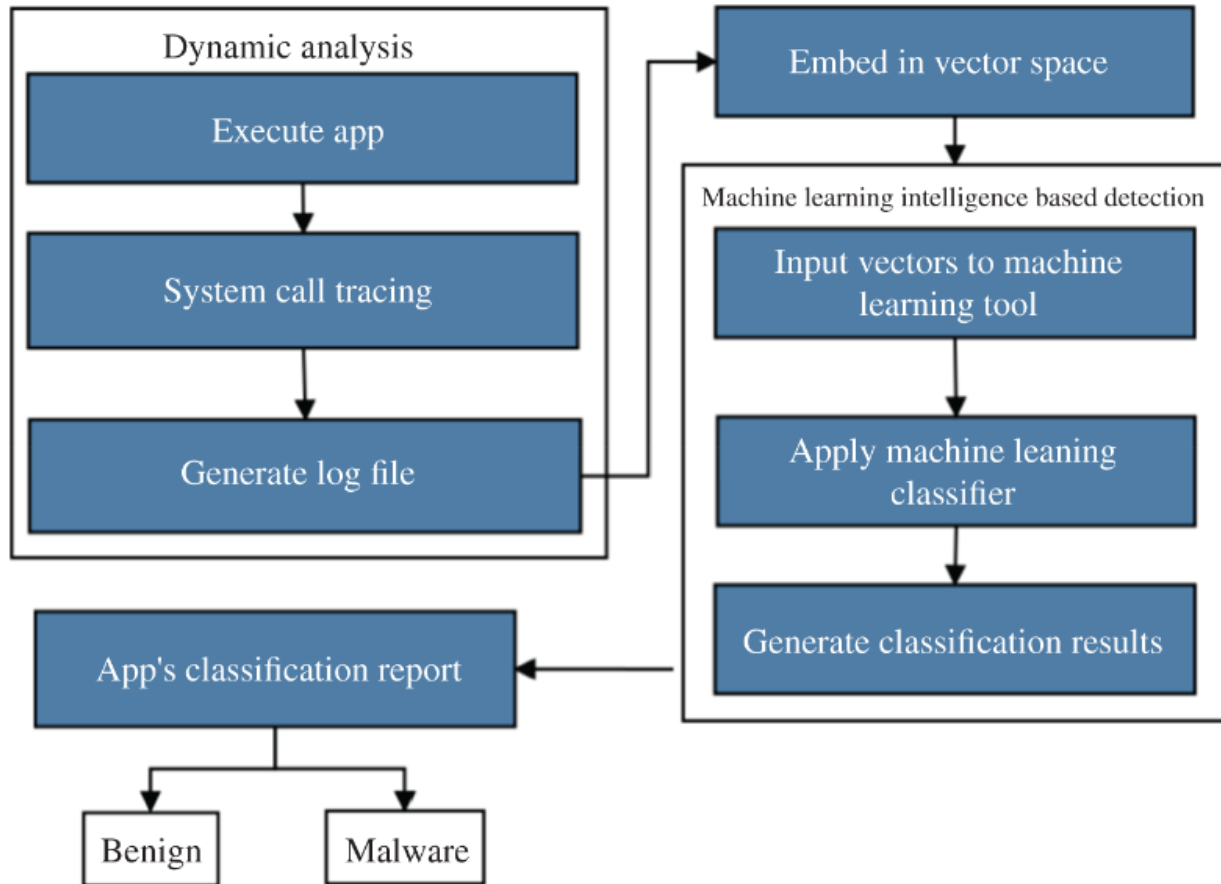 Dynamic analysis
Execute app
System call tracing
Generate log file
Embed in vector space
Machine learning intelligence based detection
Input vectors to machine
learning tool
Apply machine leaning
classifier
Generate classification results
App's classification report
Benign
Malware